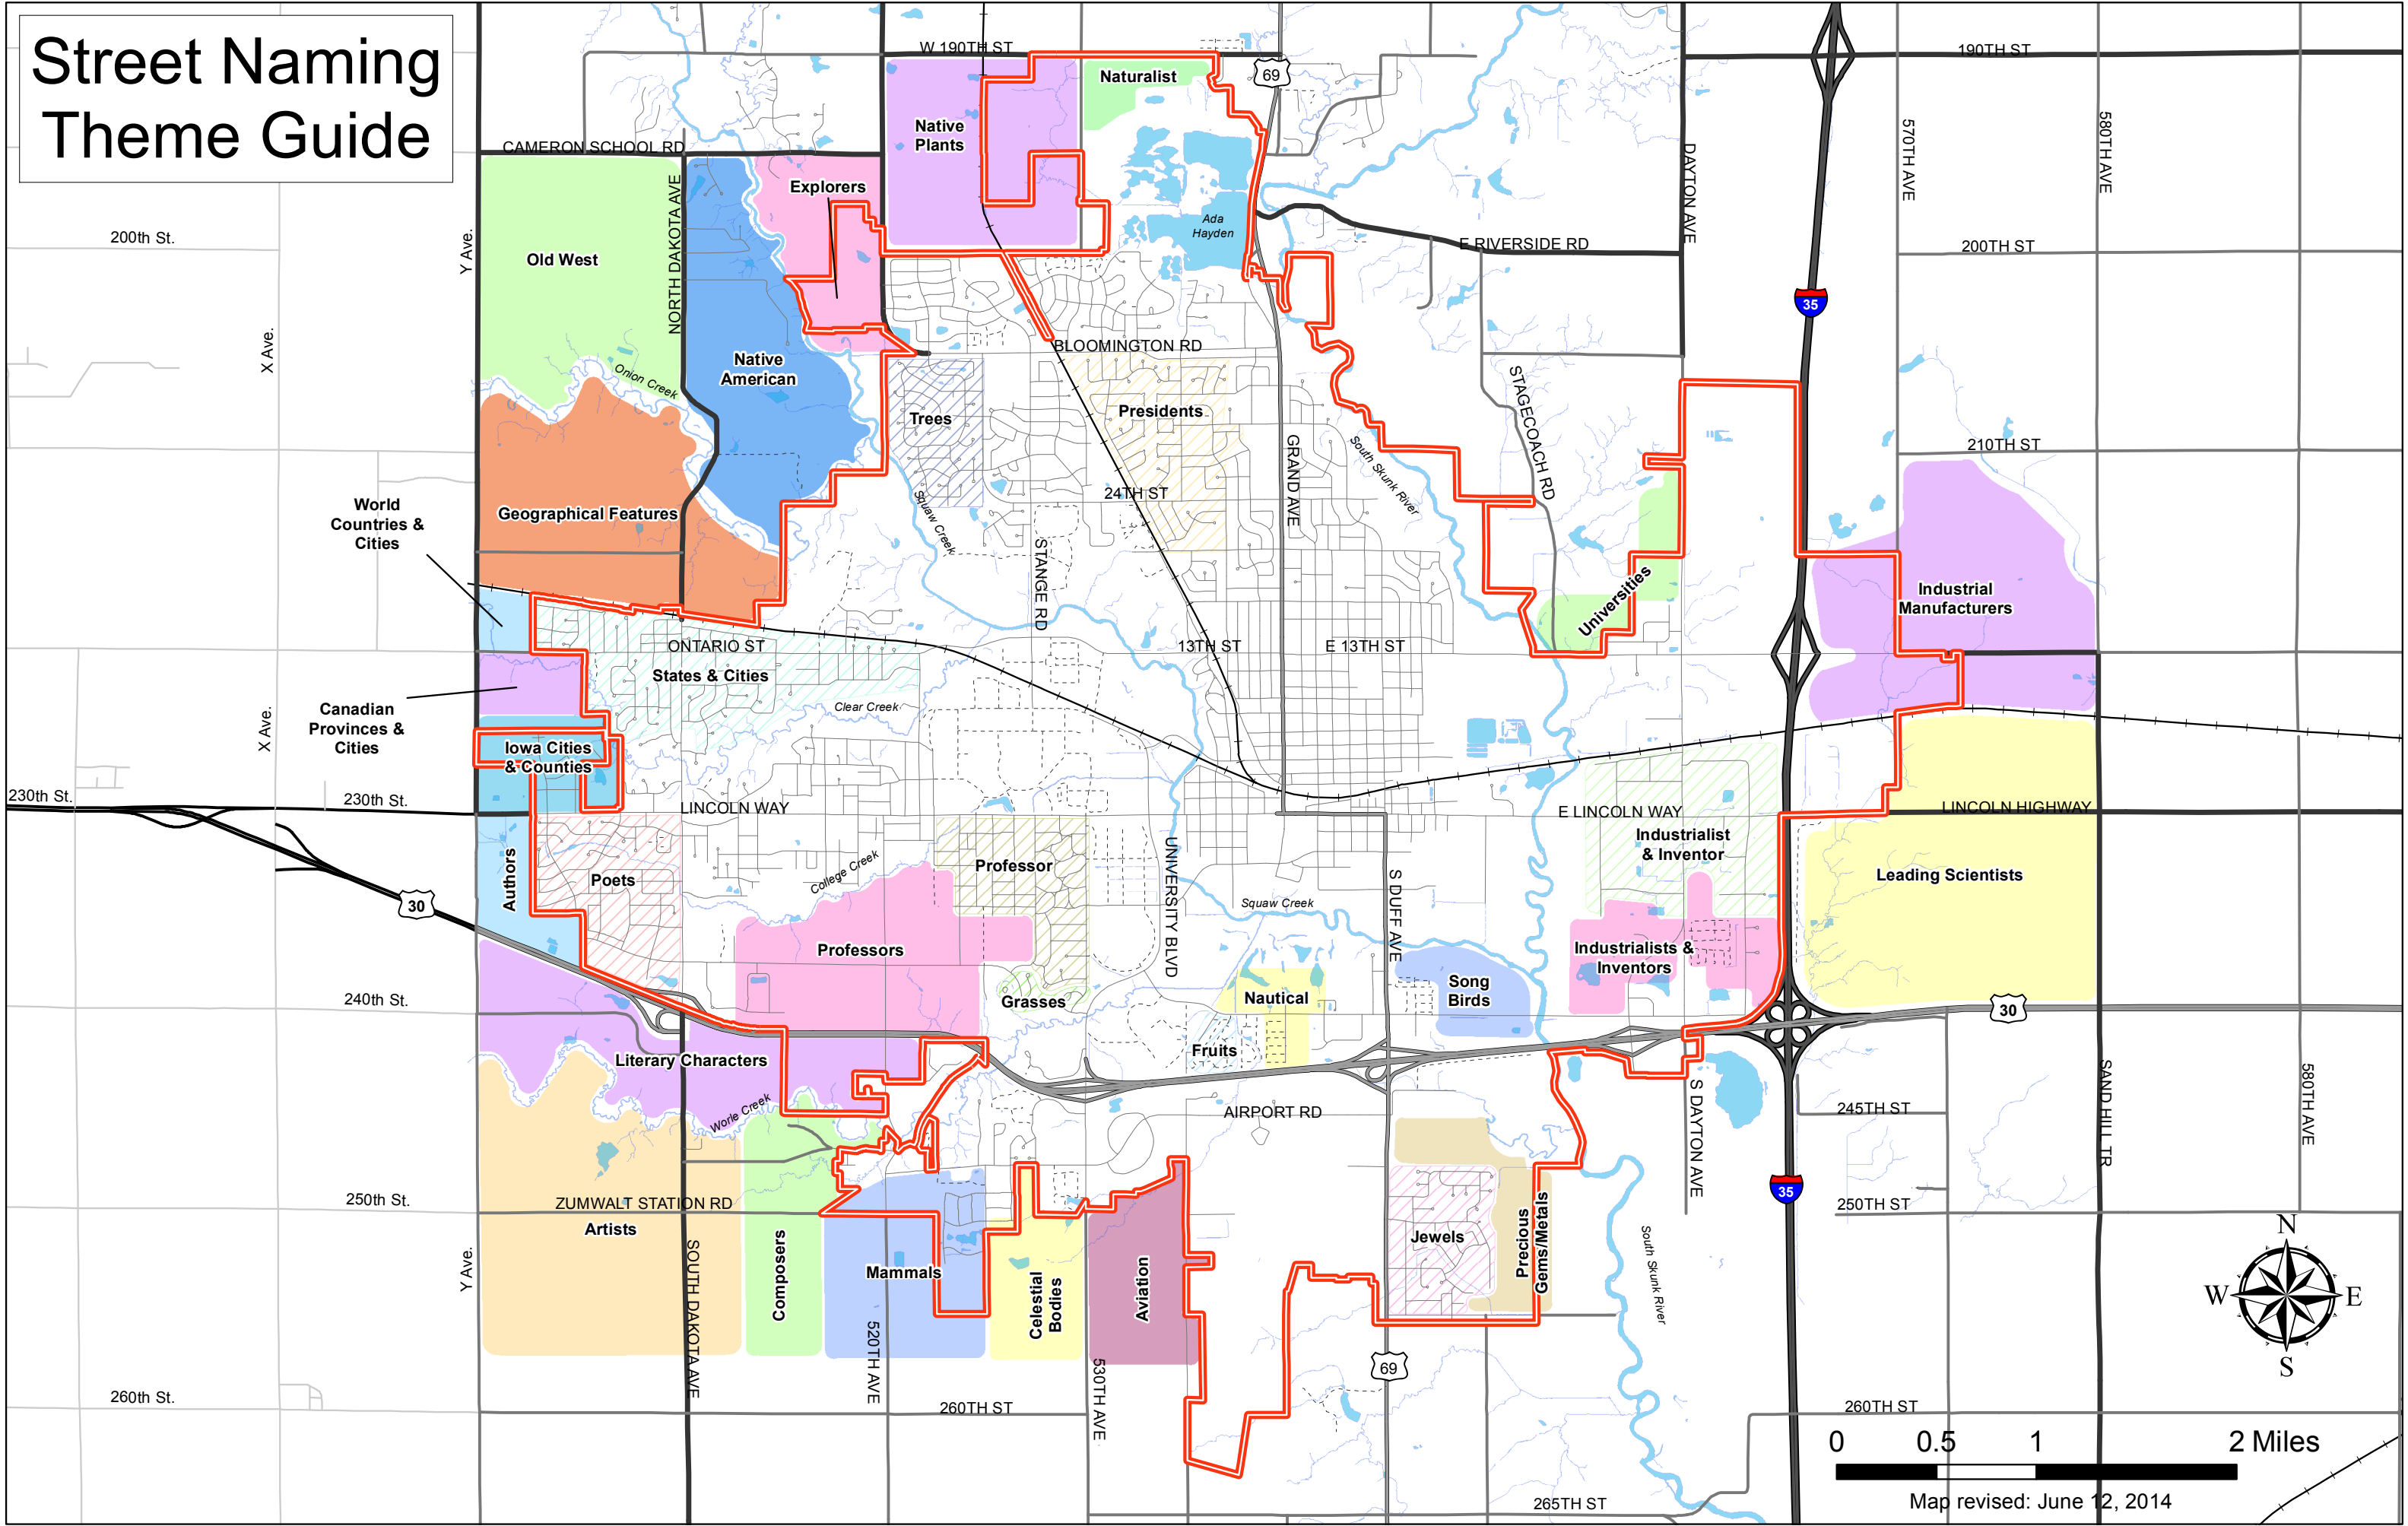 Street Naming
Theme Guide
W 190TH ST
190TH ST
69
Naturalist
Native
Plants
CAMERON SCHOOL RD
Explorers
570TH AVE
580TH AVE
DAYTON AVE
NORTH DAKOTA AVE
Ada
Hayden
200th St.
Y Ave.
Old West
E RIVERSIDE RD
200TH ST
35
X Ave.
BLOOMINGTON RD
Native
American
Onion Creek
Trees
Presidents
STAGECOACH RD
GRAND AVE
South Skunk River
210TH ST
24TH ST
Squaw Creek
World
Countries &
Cities
Geographical Features
STANGE RD
Universities
Industrial
Manufacturers
ONTARIO ST
13TH ST
E 13TH ST
States & Cities
Clear Creek
Canadian
Provinces &
Cities
X Ave.
Iowa Cities
& Counties
230th St.
230th St.
LINCOLN WAY
E LINCOLN WAY
LINCOLN HIGHWAY
Industrialist
& Inventor
Authors
Poets
College Creek
Professor
UNIVERSITY BLVD
S DUFF AVE
Leading Scientists
30
Squaw Creek
Professors
Industrialists &
Inventors
Song
Birds
Nautical
Grasses
240th St.
30
Fruits
Literary Characters
Worle Creek
AIRPORT RD
S DAYTON AVE
245TH ST
SAND HILL TR
580TH AVE
35
250th St.
ZUMWALT STATION RD
250TH ST
Artists
Y Ave.
SOUTH DAKOTA AVE
Composers
Mammals
Celestial
Bodies
Aviation
Jewels
Precious
Gems/Metals
South Skunk River
N
W
E
S
520TH AVE
530TH AVE
69
260th St.
260TH ST
260TH ST
0
0.5
1
2 Miles
265TH ST
Map revised: June 12, 2014